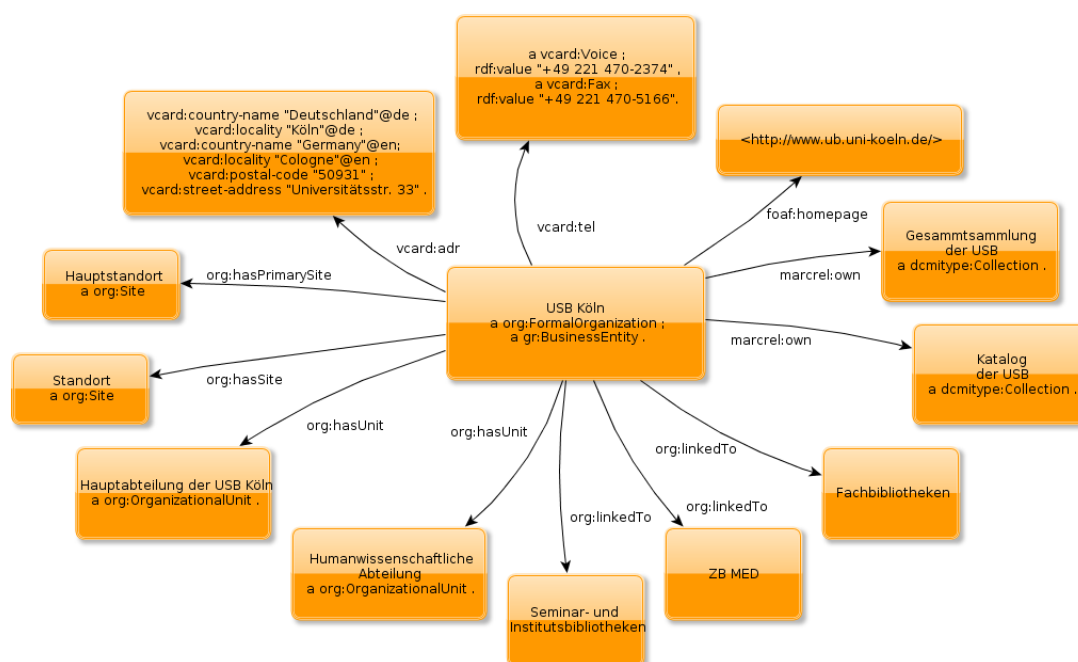 a vcard:Voice ;
rdf:value "+49 221 470-2374" ,
a vcard:Fax ;
rdf:value "+49 221 470-5166".
vcard:country-name "Deutschland"@de ;
vcard:locality "Köln"@de ;
vcard:country-name "Germany"@en;
vcard:locality "Cologne"@en ;
vcard:postal-code "50931" ;
vcard:street-address "Universitätsstr. 33" .
<http://www.ub.uni-koeln.de/>
foaf:homepage
vcard:tel
vcard:adr
Gesammtsammlung
der USB
a dcmitype:Collection .
marcrel:own
Hauptstandort
a org:Site
org:hasPrimarySite
USB Köln
a org:FormalOrganization ;
a gr:BusinessEntity .
marcrel:own
Katalog
der USB
a dcmitype:Collection .
Standort
a org:Site
org:hasSite
org:hasUnit
org:hasUnit
org:linkedTo
Hauptabteilung der USB Köln
a org:OrganizationalUnit .
Fachbibliotheken
org:linkedTo
org:linkedTo
Humanwissenschaftliche
Abteilung
a org:OrganizationalUnit .
ZB MED
Seminar- und
Institutsbibliotheken